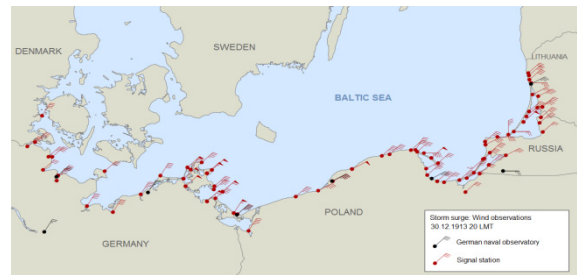 DENMARK
SWEDEN
LITHUANIA
BALTIC SEA
RUSSIA
POLAND
GERMANY
Storm surge: Wind observations
30.12.1913 20 LMT
German naval observatory
Signal station